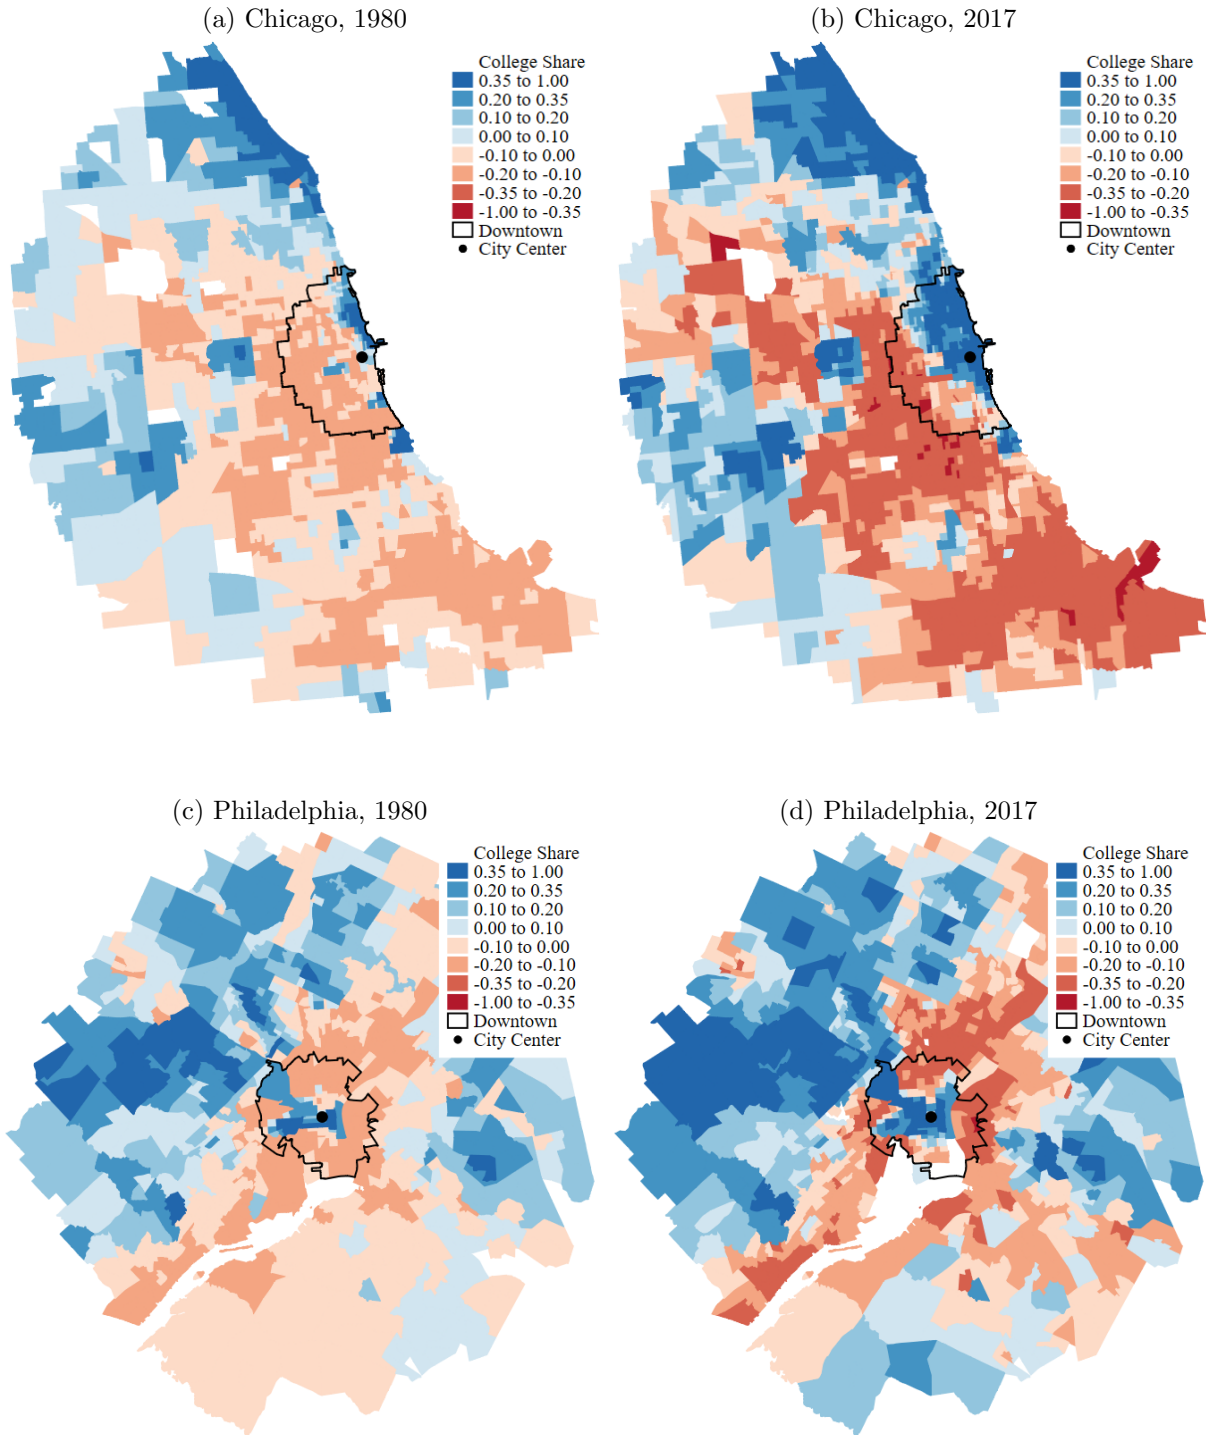 (a) Chicago, 1980
College Share
0.35 to 1.00
0.20 to 0.35
0.10 to 0.20
0.00 to 0.10
-0.10 to 0.00
-0.20 to -0.10
-0.35 to -0.20
-1.00 to -0.35
Downtown
City Center
(b) Chicago, 2017
College Share
0.35 to 1.00
0.20 to 0.35
0.10 to 0.20
0.00 to 0.10
-0.10 to 0.00
-0.20 to -0.10
-0.35 to -0.20
-1.00 to -0.35
Downtown
City Center
(c) Philadelphia, 1980
College Share
0.35 to 1.00
0.20 to 0.35
0.10 to 0.20
0.00 to 0.10
-0.10 to 0.00
-0.20 to -0.10
-0.35 to -0.20
-1.00 to -0.35
Downtown
City Center
(d) Philadelphia, 2017
College Share
0.35 to 1.00
0.20 to 0.35
0.10 to 0.20
0.00 to 0.10
-0.10 to 0.00
-0.20 to -0.10
-0.35 to -0.20
-1.00 to -0.35
Downtown
City Center